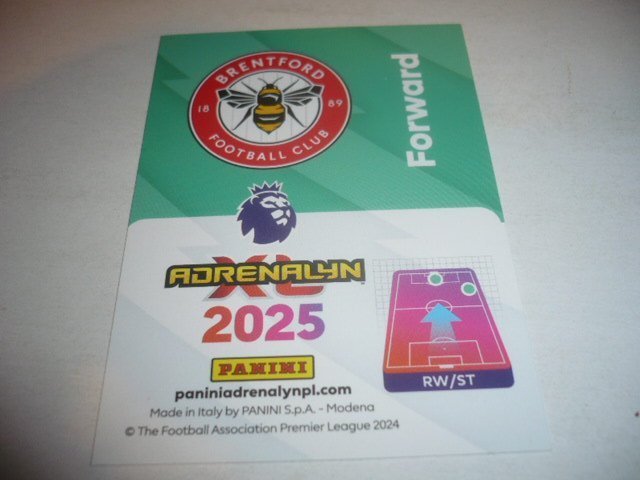 BRENTFORD
18 89
FOOTBALL CLUB
Forward
ADRENALYN
XL
2025
PANINI
RW/ST
paniniadrenalynpl.com
Made in Italy by PANINI S.p.A. - Modena
© The Football Association Premier League 2024